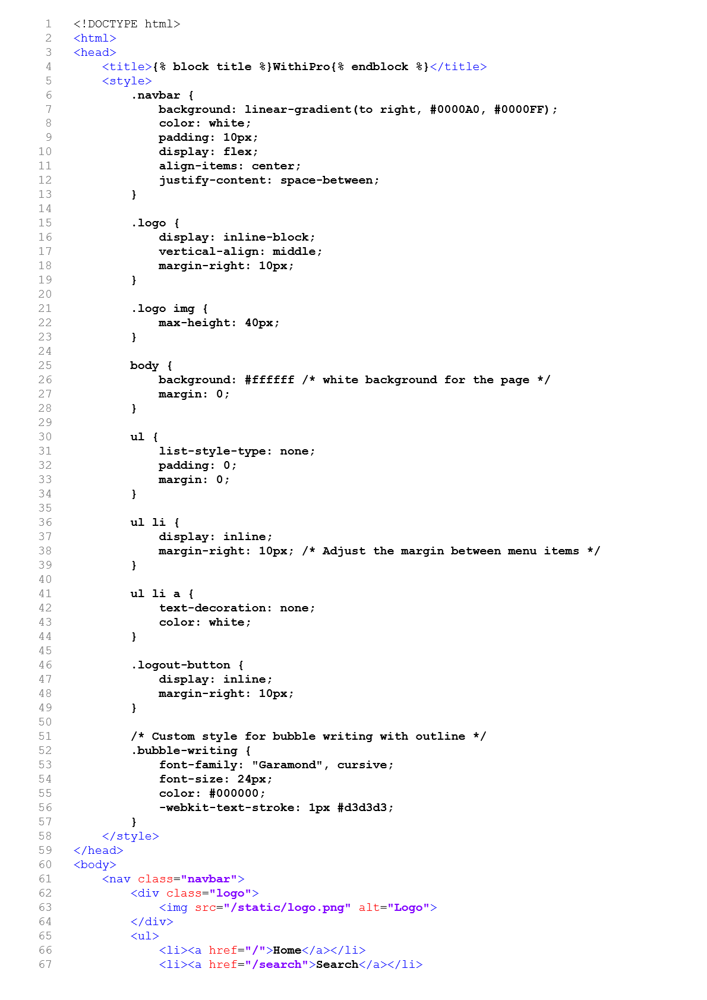 1 <!DOCTYPE html>
2 <html>
3 <head>
4     <title>{% block title %}WithiPro{% endblock %}</title>
5     <style>
6         .navbar {
7             background: linear-gradient(to right, #0000A0, #0000FF);
8             color: white;
9             padding: 10px;
10             display: flex;
11             align-items: center;
12             justify-content: space-between;
13         }
14
15         .logo {
16             display: inline-block;
17             vertical-align: middle;
18             margin-right: 10px;
19         }
20
21         .logo img {
22             max-height: 40px;
23         }
24
25         body {
26             background: #ffffff /* white background for the page */
27             margin: 0;
28         }
29
30         ul {
31             list-style-type: none;
32             padding: 0;
33             margin: 0;
34         }
35
36         ul li {
37             display: inline;
38             margin-right: 10px; /* Adjust the margin between menu items */
39         }
40
41         ul li a {
42             text-decoration: none;
43             color: white;
44         }
45
46         .logout-button {
47             display: inline;
48             margin-right: 10px;
49         }
50
51         /* Custom style for bubble writing with outline */
52         .bubble-writing {
53             font-family: "Garamond", cursive;
54             font-size: 24px;
55             color: #000000;
56             -webkit-text-stroke: 1px #d3d3d3;
57         }
58     </style>
59 </head>
60 <body>
61     <nav class="navbar">
62         <div class="logo">
63             <img src="/static/logo.png" alt="Logo">
64         </div>
65         <ul>
66             <li><a href="/">Home</a></li>
67             <li><a href="/search">Search</a></li>